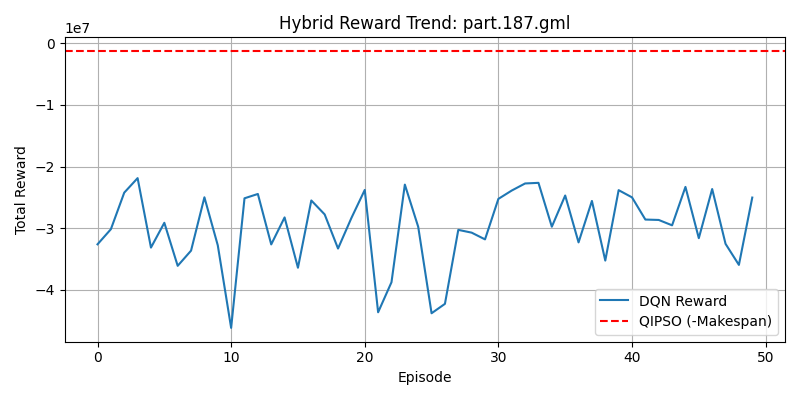 Hybrid Reward Trend: part.187.gml
1e7
0
−1
−2
−3
−4
Total Reward
0 10 20 30 40 50
Episode
DQN Reward
QIPSO (-Makespan)